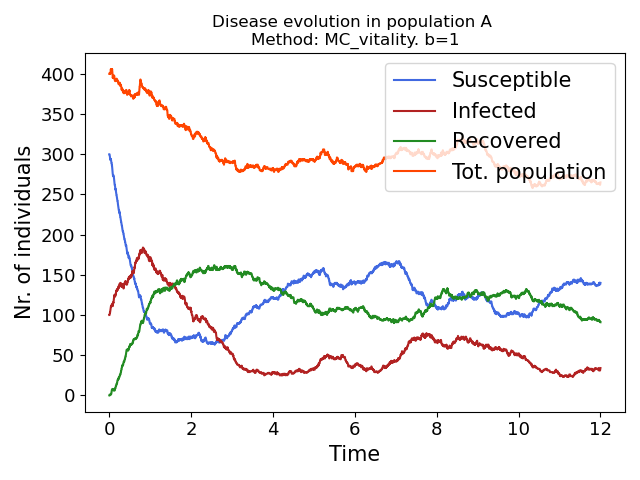 Disease evolution in population A
Method: MC_vitality. b=1
Nr. of individuals
400
350
300
250
200
150
100
50
0
Susceptible
Infected
Recovered
Tot. population
0 2 4 6 8 10 12
Time